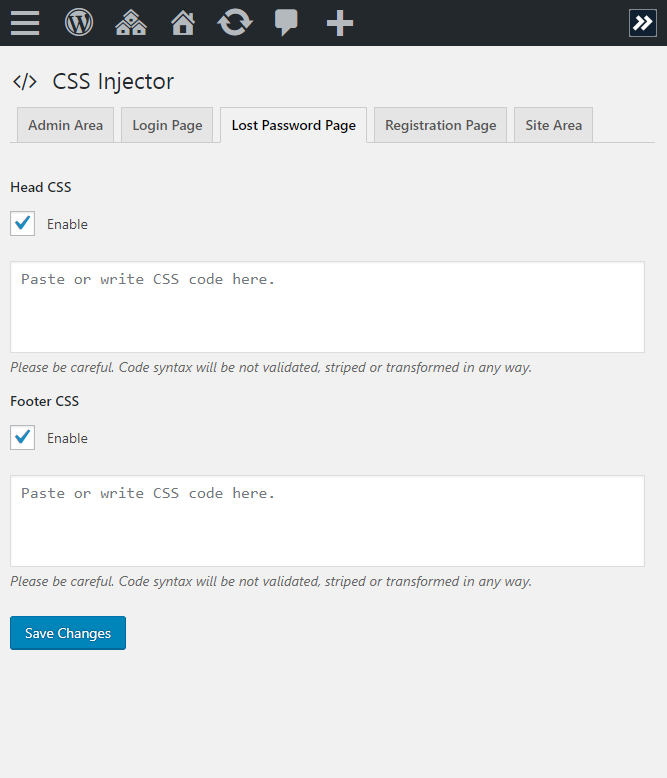 </> CSS Injector
Admin Area
Login Page
Lost Password Page
Registration Page
Site Area
Head CSS
Enable
Paste or write CSS code here.
Please be careful. Code syntax will be not validated, striped or transformed in any way.
Footer CSS
Enable
Paste or write CSS code here.
Please be careful. Code syntax will be not validated, striped or transformed in any way.
Save Changes